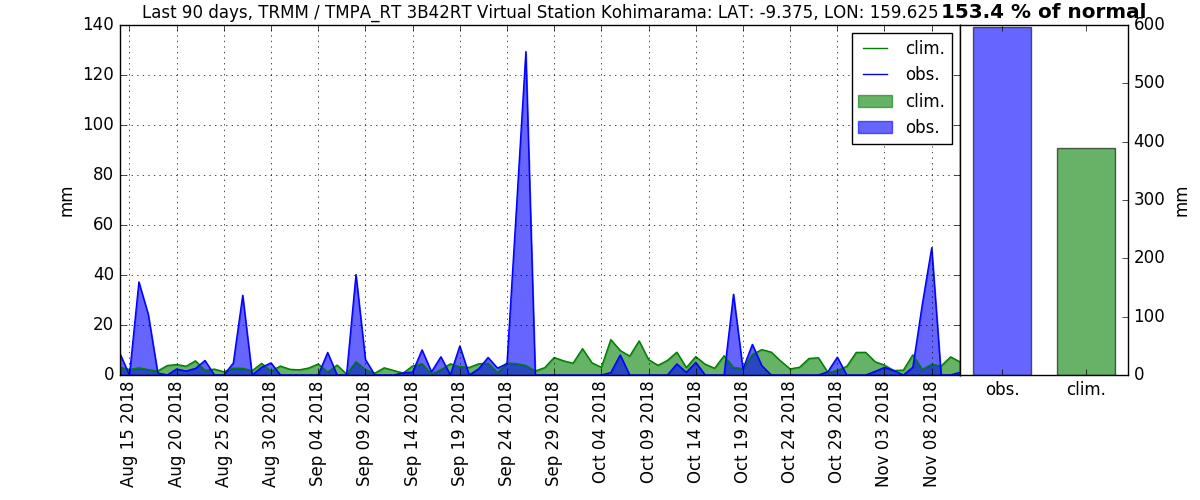 Last 90 days, TRMM / TMPA_RT 3B42RT Virtual Station Kohimarama: LAT: -9.375, LON: 159.625
153.4 % of normal
140
120
100
80
60
40
20
0
mm
clim.
obs.
clim.
obs.
600
500
400
300
200
100
0
mm
Aug 15 2018
Aug 20 2018
Aug 25 2018
Aug 30 2018
Sep 04 2018
Sep 09 2018
Sep 14 2018
Sep 19 2018
Sep 24 2018
Sep 29 2018
Oct 04 2018
Oct 09 2018
Oct 14 2018
Oct 19 2018
Oct 24 2018
Oct 29 2018
Nov 03 2018
Nov 08 2018
obs.
clim.